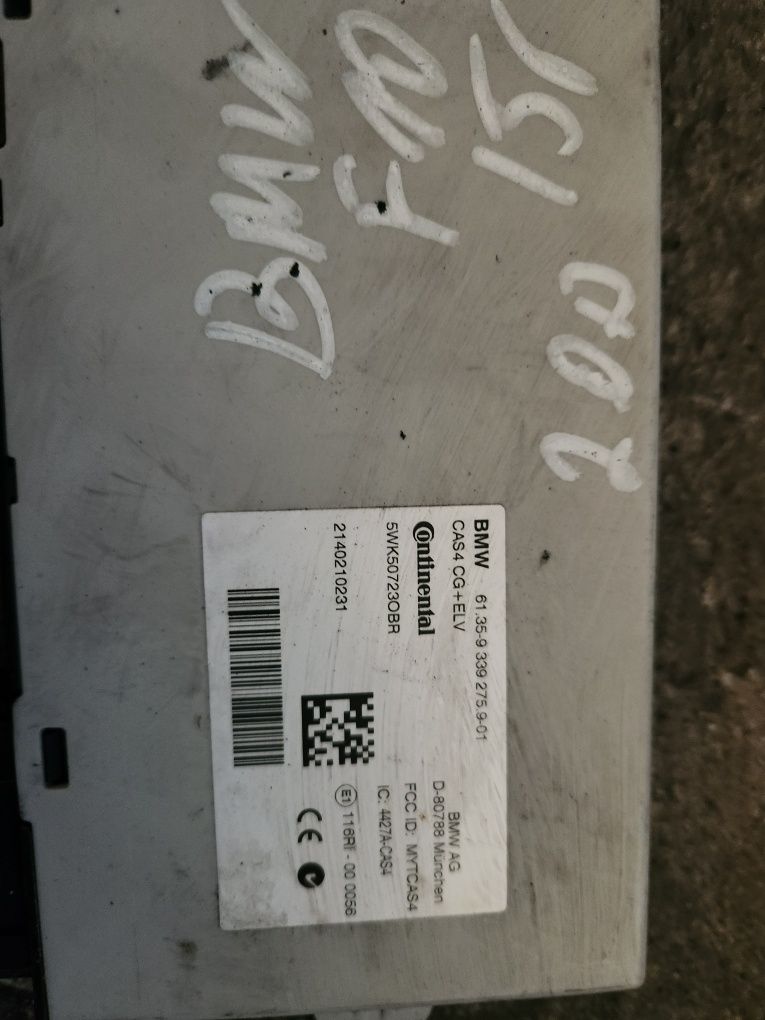 BMW
BMW 61.35-9 339 275.9-01
CAS4 CG+ELV
Continental
5WK50723OBR
2140210231
BMW AG
D-80788 München
FCC ID: MYTCAS4
IC: 4427A-CAS4
E1 116RI - 00 0056
CE